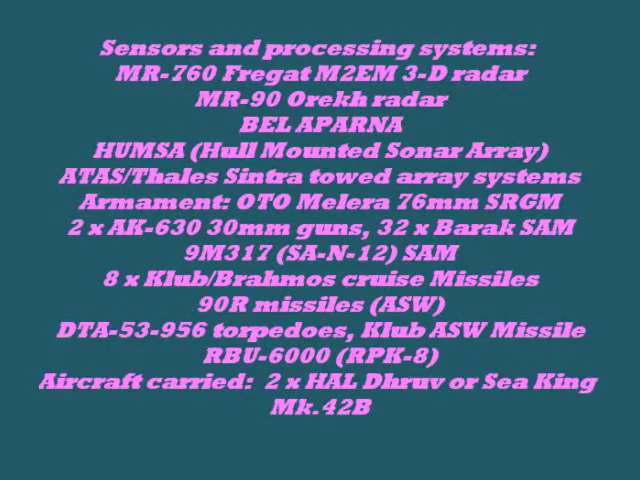 Sensors and processing systems:
MR-760 Fregat M2EM 3-D radar
MR-90 Orekh radar
BEL APARNA
HUMSA (Hull Mounted Sonar Array)
ATAS/Thales Sintra towed array systems
Armament: OTO Melera 76mm SRGM
2 x AK-630 30mm guns, 32 x Barak SAM
9M317 (SA-N-12) SAM
8 x Klub/Brahmos cruise Missiles
90R missiles (ASW)
DTA-53-956 torpedoes, Klub ASW Missile
RBU-6000 (RPK-8)
Aircraft carried:  2 x HAL Dhruv or Sea King
Mk.42B